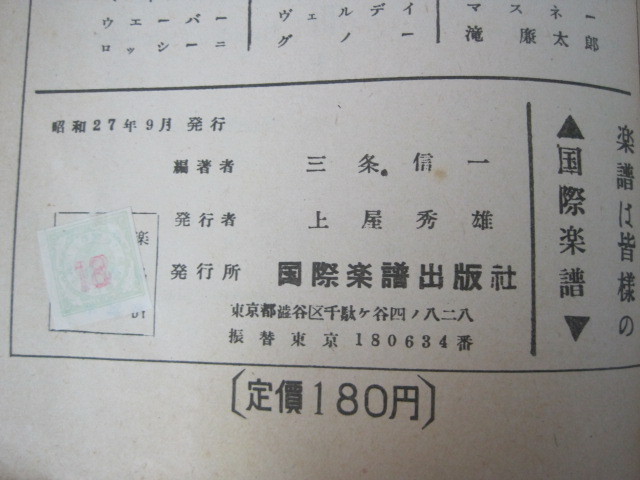 ウェーバー
ロッシーニ
ヴェルディ
グノー
マスネー
滝廉太郎
昭和27年9月 発行
編著者 三条信一
発行者 上屋秀雄
発行所 国際楽譜出版社
東京都澁谷区千駄ヶ谷四ノ八二八
振替東京180634番
楽
18
〔定價180円〕
▲国際楽譜▼
楽譜は皆様の